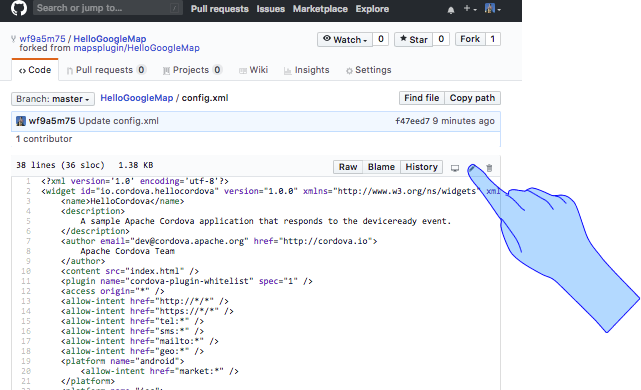 Search or jump to...
Pull requests Issues Marketplace Explore
wf9a5m75 / HelloGoogleMap
forked from mapsplugin/HelloGoogleMap
Watch 0 Star 0 Fork 1
Code Pull requests 0 Projects 0 Wiki Insights Settings
Branch: master HelloGoogleMap / config.xml Find file Copy path
wf9a5m75 Update config.xml f47eed7 9 minutes ago
1 contributor
38 lines (36 sloc) 1.38 KB Raw Blame History
1 <?xml version='1.0' encoding='utf-8'?>
2 <widget id="io.cordova.hellocordova" version="1.0.0" xmlns="http://www.w3.org/ns/widgets" xml
3 <name>HelloCordova</name>
4 <description>
5 A sample Apache Cordova application that responds to the deviceready event.
6 </description>
7 <author email="dev@cordova.apache.org" href="http://cordova.io">
8 Apache Cordova Team
9 </author>
10 <content src="index.html" />
11 <plugin name="cordova-plugin-whitelist" spec="1" />
12 <access origin="*" />
13 <allow-intent href="http://*/*" />
14 <allow-intent href="https://*/*" />
15 <allow-intent href="tel:*" />
16 <allow-intent href="sms:*" />
17 <allow-intent href="mailto:*" />
18 <allow-intent href="geo:*" />
19 <platform name="android">
20 <allow-intent href="market:*" />
21 </platform>